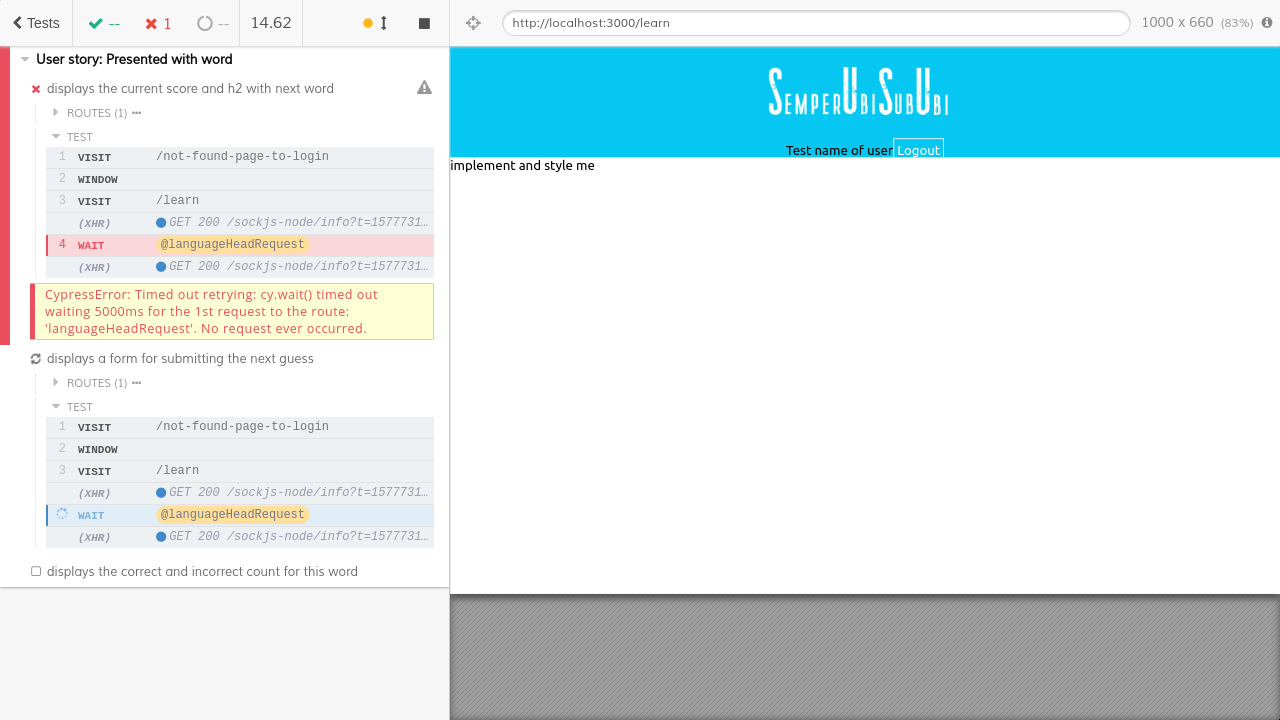 Tests
--
1
--
14.62
http://localhost:3000/learn
1000 x 660 (83%)
User story: Presented with word
displays the current score and h2 with next word
ROUTES (1)
TEST
1 VISIT /not-found-page-to-login
2 WINDOW
3 VISIT /learn
(XHR) GET 200 /sockjs-node/info?t=1577731…
4 WAIT @languageHeadRequest
(XHR) GET 200 /sockjs-node/info?t=1577731…
CypressError: Timed out retrying: cy.wait() timed out
waiting 5000ms for the 1st request to the route:
'languageHeadRequest'. No request ever occurred.
displays a form for submitting the next guess
ROUTES (1)
TEST
1 VISIT /not-found-page-to-login
2 WINDOW
3 VISIT /learn
(XHR) GET 200 /sockjs-node/info?t=1577731…
WAIT @languageHeadRequest
(XHR) GET 200 /sockjs-node/info?t=1577731…
displays the correct and incorrect count for this word
SemperUbiSubUbi
Test name of user Logout
implement and style me